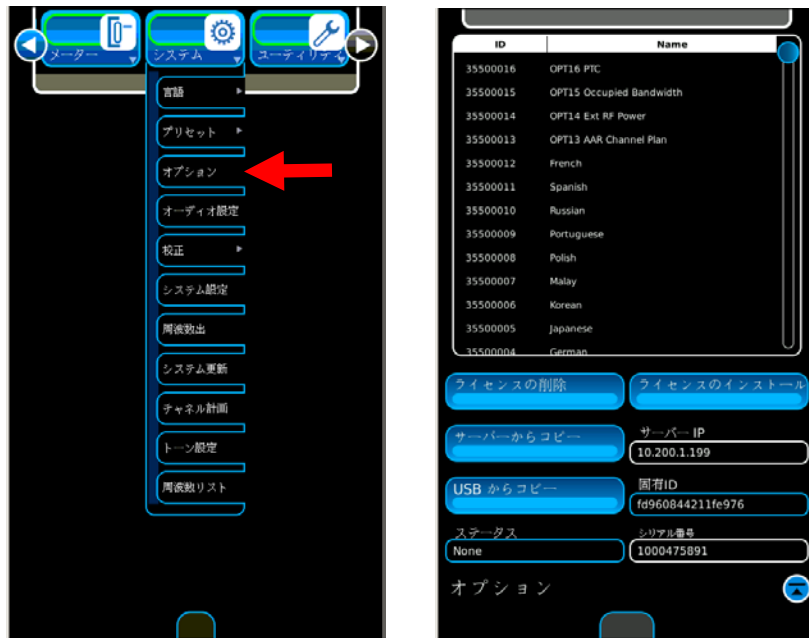 メーター
システム
ユーティリティ
言語
プリセット
オプション
オーディオ設定
校正
システム設定
周波数出
システム更新
チャネル計画
トーン設定
周波数リスト
ID Name
35500016 OPT16 PTC
35500015 OPT15 Occupied Bandwidth
35500014 OPT14 Ext RF Power
35500013 OPT13 AAR Channel Plan
35500012 French
35500011 Spanish
35500010 Russian
35500009 Portuguese
35500008 Polish
35500007 Malay
35500006 Korean
35500005 Japanese
35500004 German
ライセンスの削除
ライセンスのインストール
サーバーからコピー
サーバー IP
10.200.1.199
USB からコピー
固有ID
fd960844211fe976
ステータス
None
シリアル番号
1000475891
オプション